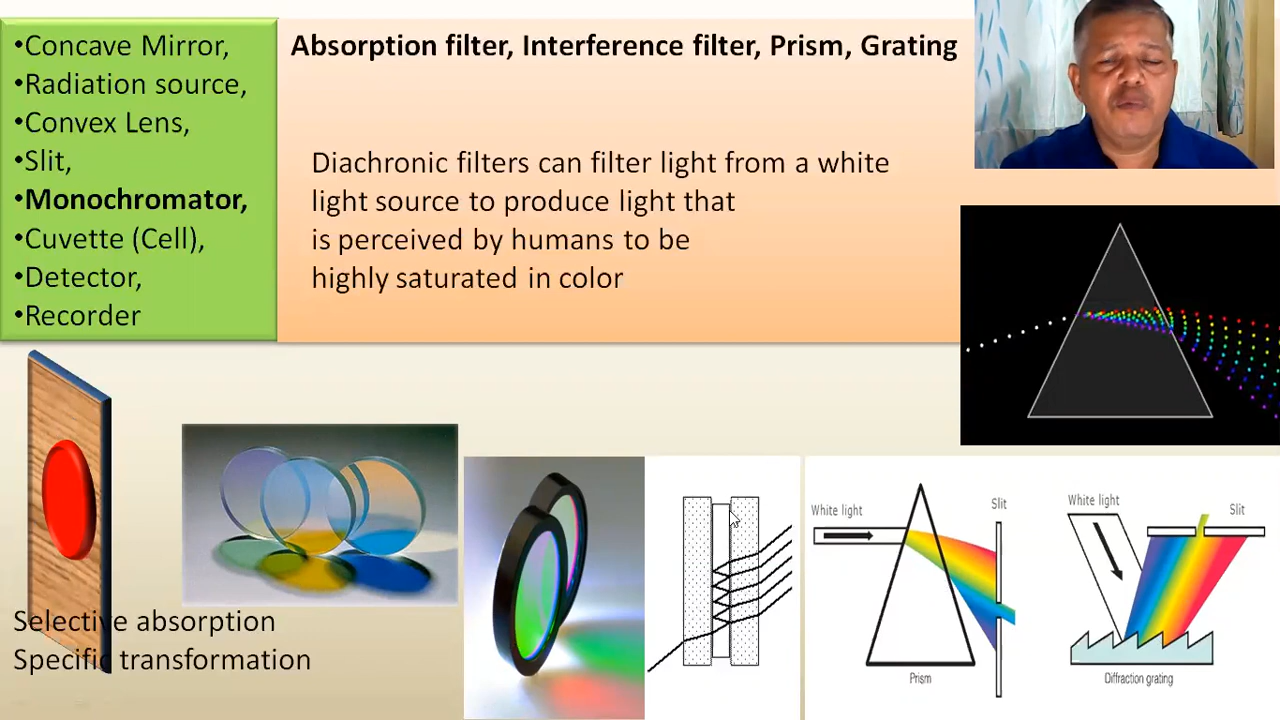 •Concave Mirror,
•Radiation source,
•Convex Lens,
•Slit,
•Monochromator,
•Cuvette (Cell),
•Detector,
•Recorder
Absorption filter, Interference filter, Prism, Grating
Diachronic filters can filter light from a white
light source to produce light that
is perceived by humans to be
highly saturated in color
Selective absorption
Specific transformation
White light
Slit
Prism
White light
Slit
Diffraction grating